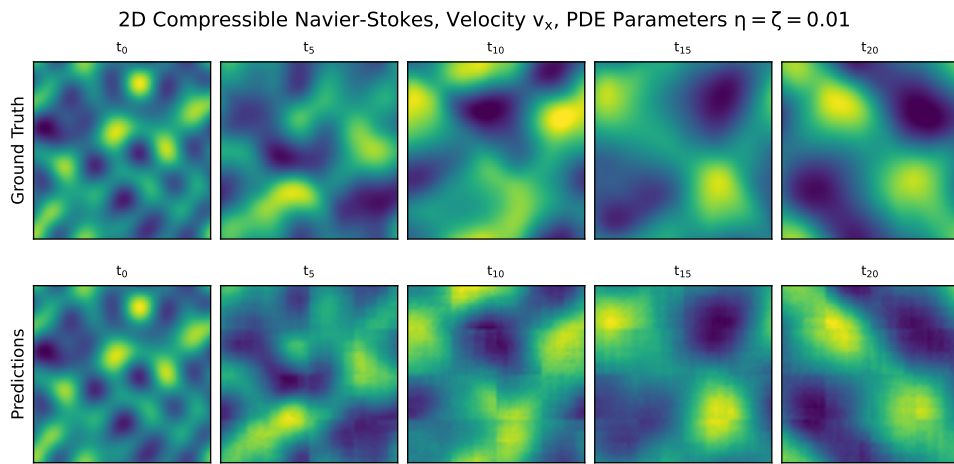 2D Compressible Navier-Stokes, Velocity vₓ, PDE Parameters η = ζ = 0.01
t₀ t₅ t₁₀ t₁₅ t₂₀
Ground Truth
t₀ t₅ t₁₀ t₁₅ t₂₀
Predictions